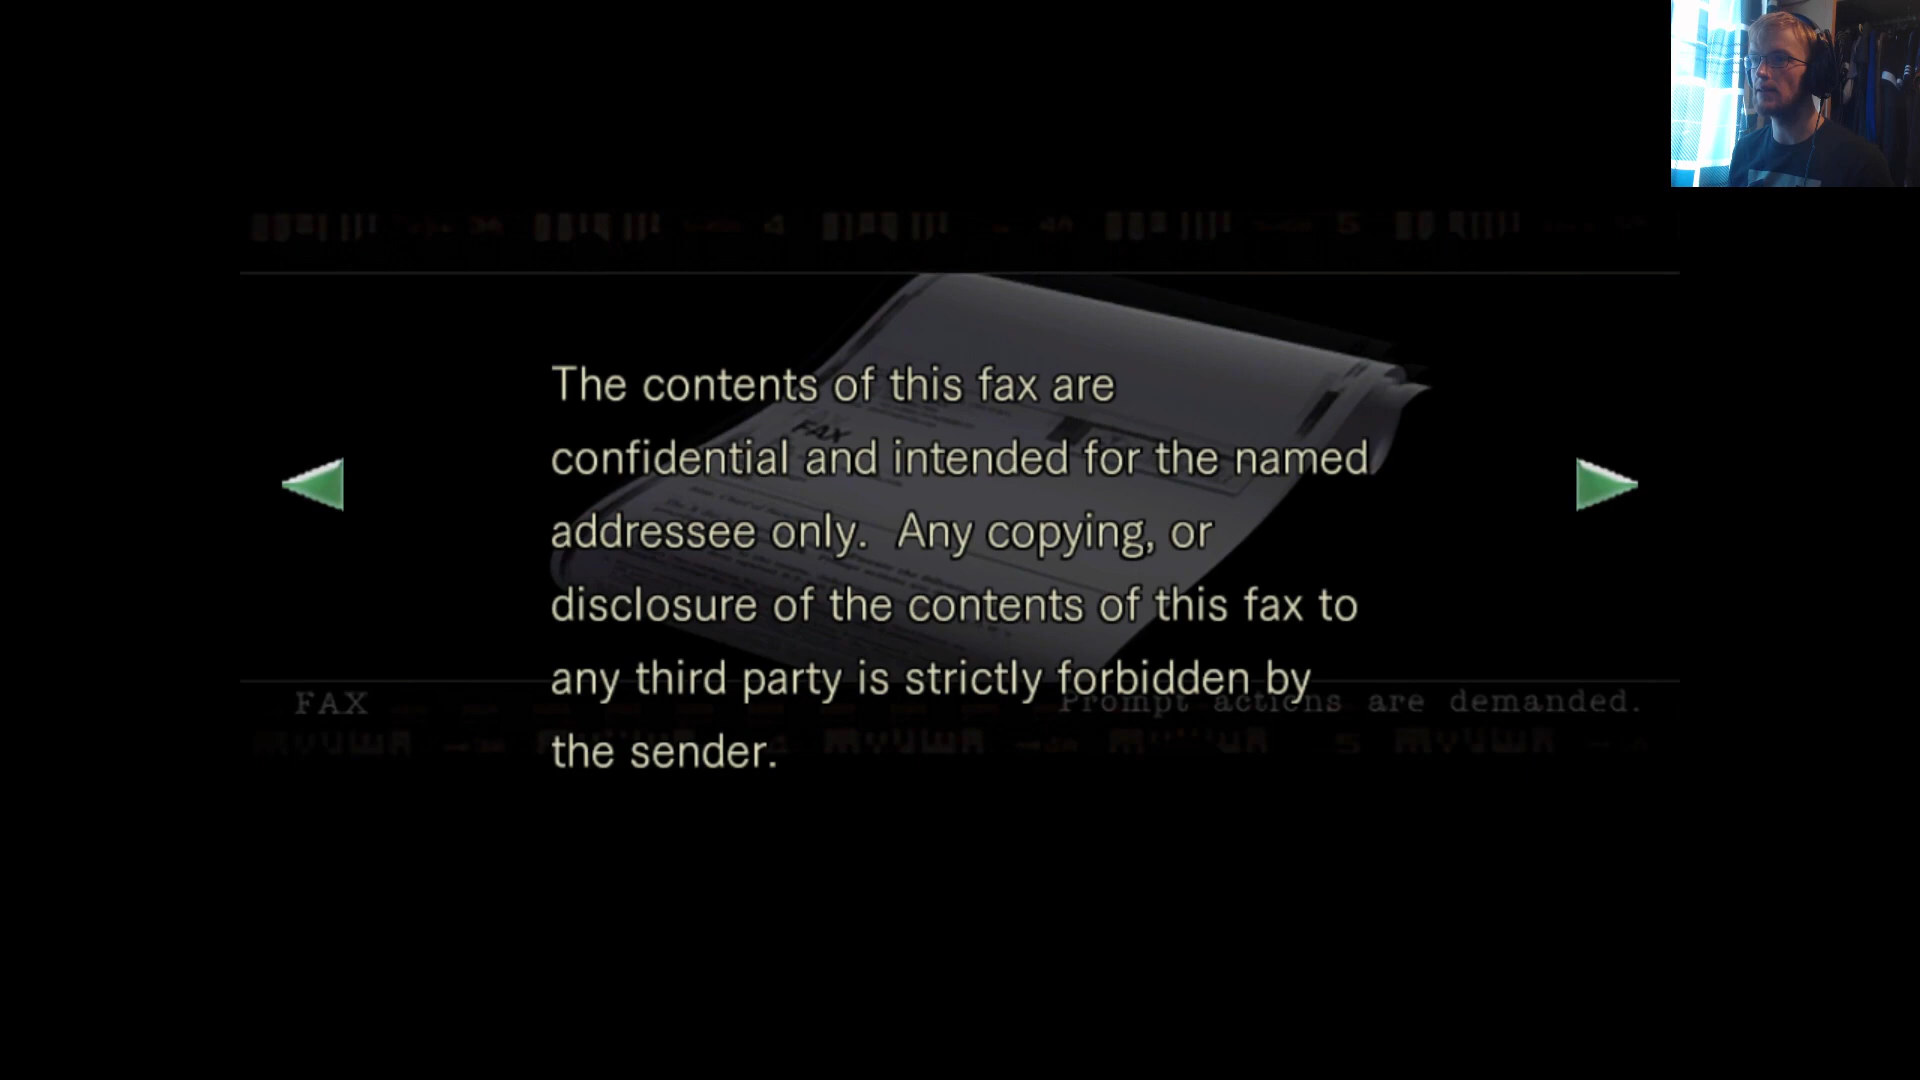 The contents of this fax are
confidential and intended for the named
addressee only.  Any copying, or
disclosure of the contents of this fax to
any third party is strictly forbidden by
the sender.
FAX
FAX
Prompt actions are demanded.